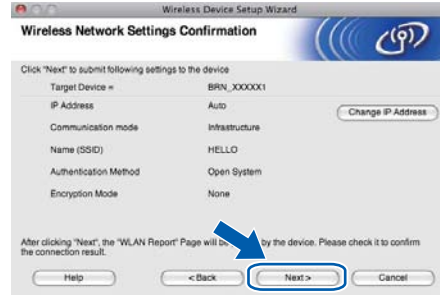 Wireless Device Setup Wizard
Wireless Network Settings Confirmation
Click "Next" to submit following settings to the device
Target Device = BRN_XXXXX1
IP Address Auto
Change IP Address
Communication mode Infrastructure
Name (SSID) HELLO
Authentication Method Open System
Encryption Mode None
After clicking "Next", the "WLAN Report" Page will by the device. Please check it to confirm
the connection result.
Help < Back Next > Cancel